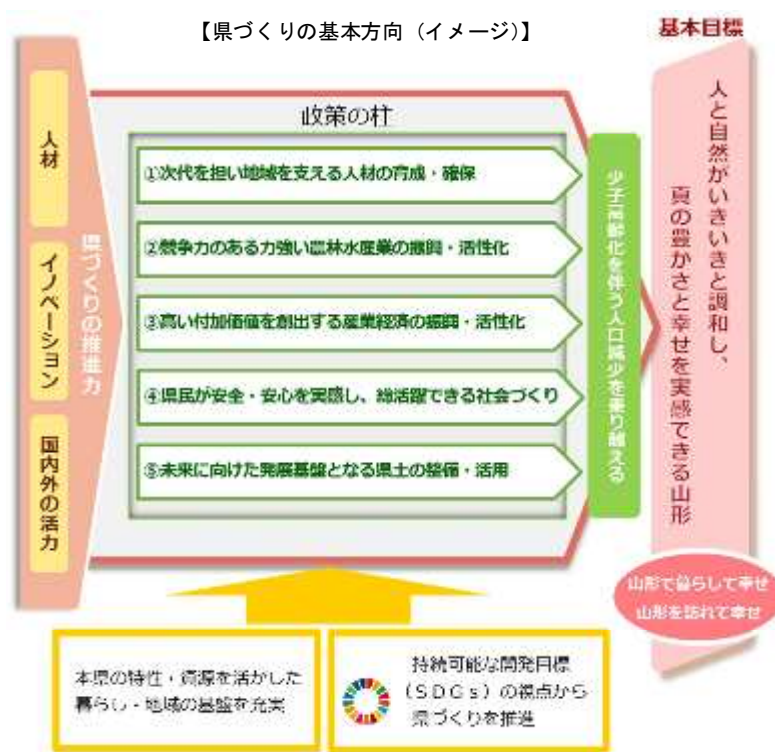 【県づくりの基本方向（イメージ）】
基本目標
人材
イノベーション
国内外の活力
県づくりの推進力
政策の柱
①次代を担い地域を支える人材の育成・確保
②競争力のある力強い農林水産業の振興・活性化
③高い付加価値を創出する産業経済の振興・活性化
④県民が安全・安心を実感し、総活躍できる社会づくり
⑤未来に向けた発展基盤となる県土の整備・活用
少子高齢化を伴う人口減少を乗り越える
人と自然がいきいきと調和し、
真の豊かさと幸せを実感できる山形
山形で暮らして幸せ
山形を訪れて幸せ
本県の特性・資源を活かした
暮らし・地域の基盤を充実
持続可能な開発目標
（ＳＤＧｓ）の視点から
県づくりを推進